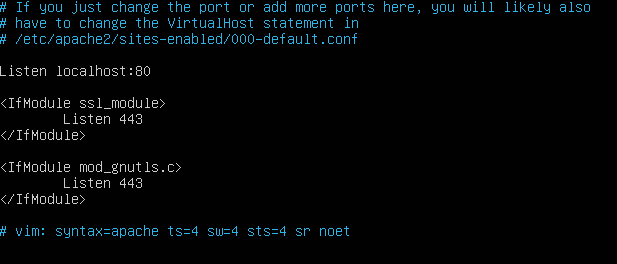 # If you just change the port or add more ports here, you will likely also
# have to change the VirtualHost statement in
# /etc/apache2/sites-enabled/000-default.conf
Listen localhost:80
<IfModule ssl_module>
Listen 443
</IfModule>
<IfModule mod_gnutls.c>
Listen 443
</IfModule>
# vim: syntax=apache ts=4 sw=4 sts=4 sr noet